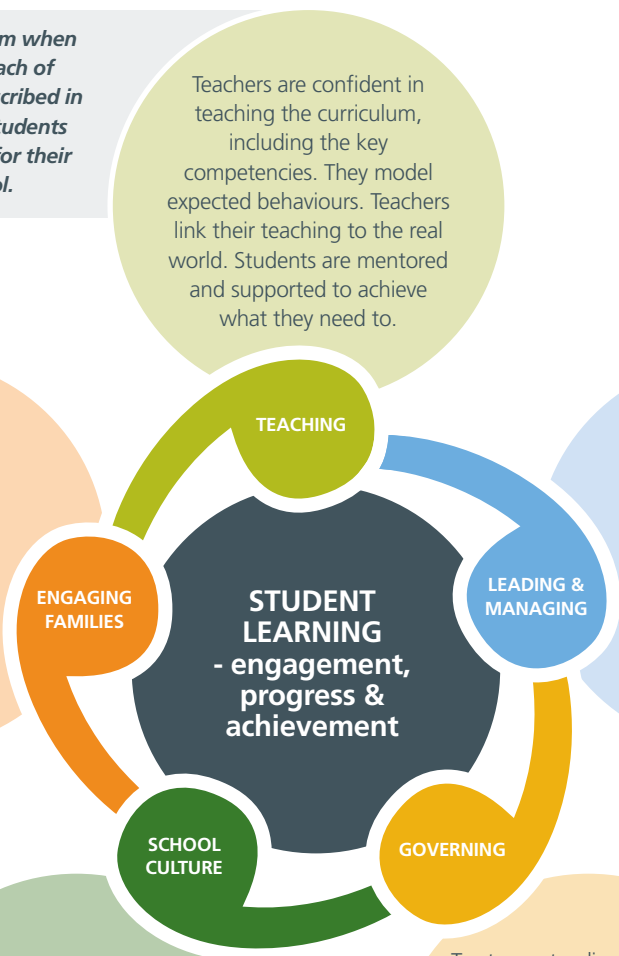 m when
ach of
cribed in
tudents
for their
ol.
Teachers are confident in
teaching the curriculum,
including the key
competencies. They model
expected behaviours. Teachers
link their teaching to the real
world. Students are mentored
and supported to achieve
what they need to.
TEACHING
ENGAGING
FAMILIES
STUDENT
LEARNING
- engagement,
progress &
achievement
LEADING &
MANAGING
SCHOOL
CULTURE
GOVERNING